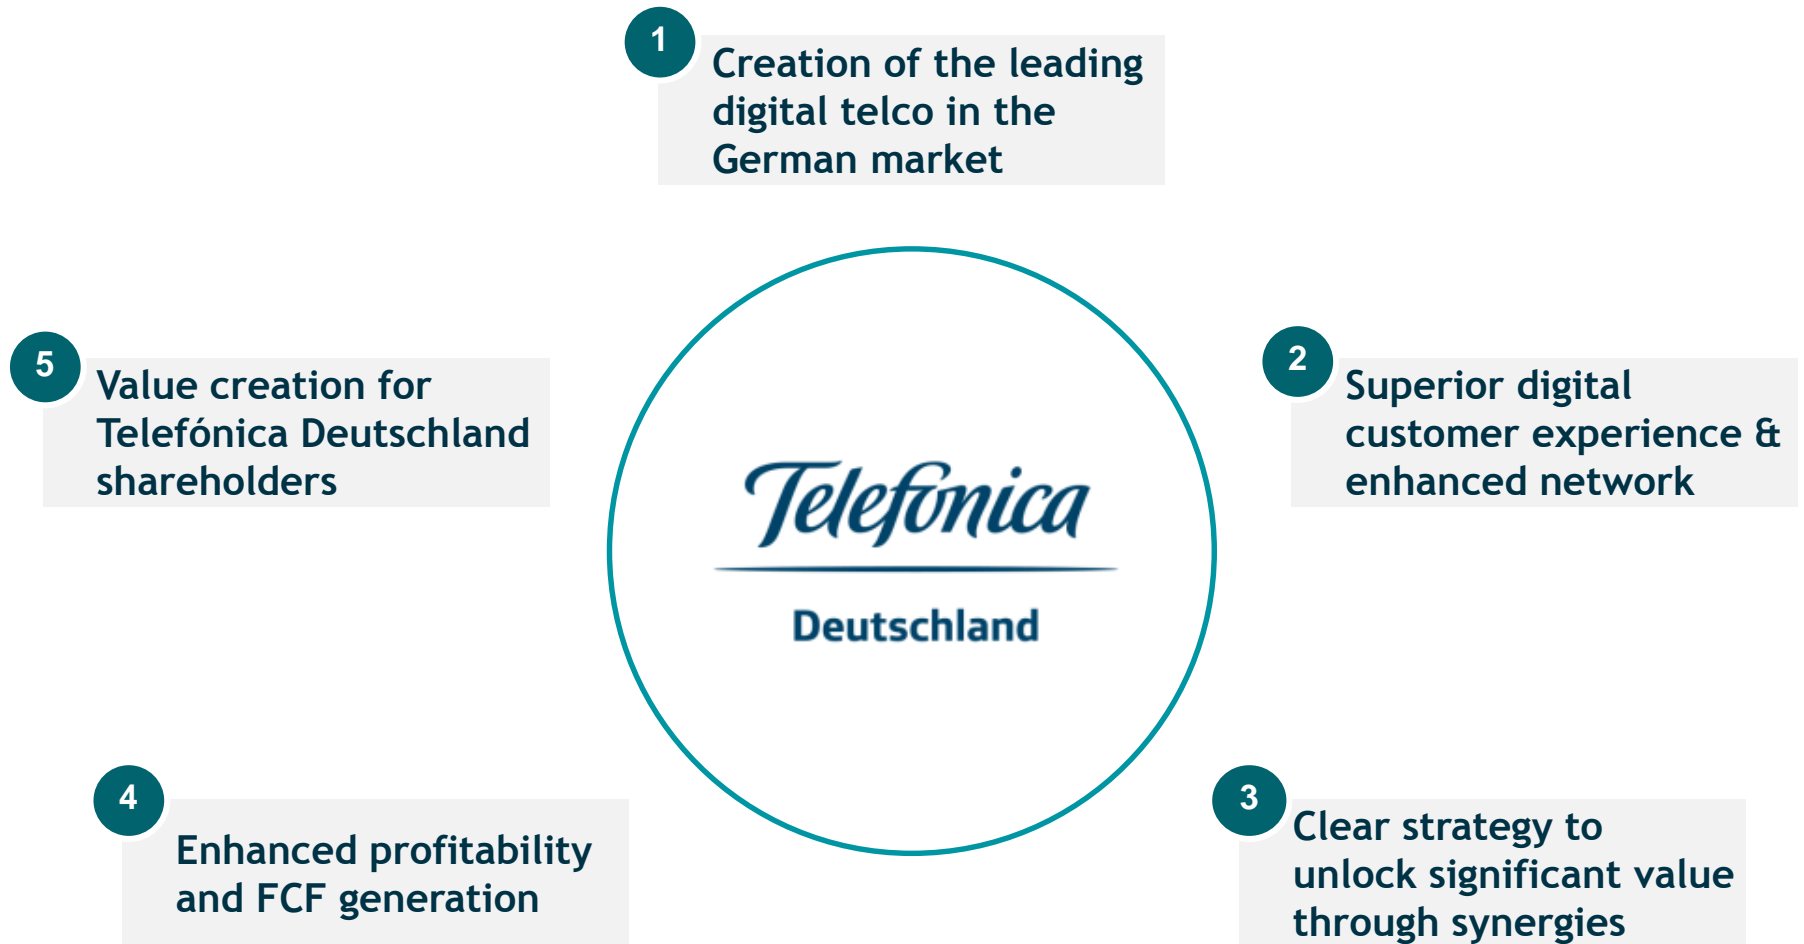 1
Creation of the leading
digital telco in the
German market
2
Superior digital
customer experience &
enhanced network
3
Clear strategy to
unlock significant value
through synergies
4
Enhanced profitability
and FCF generation
5
Value creation for
Telefónica Deutschland
shareholders
Telefónica
Deutschland